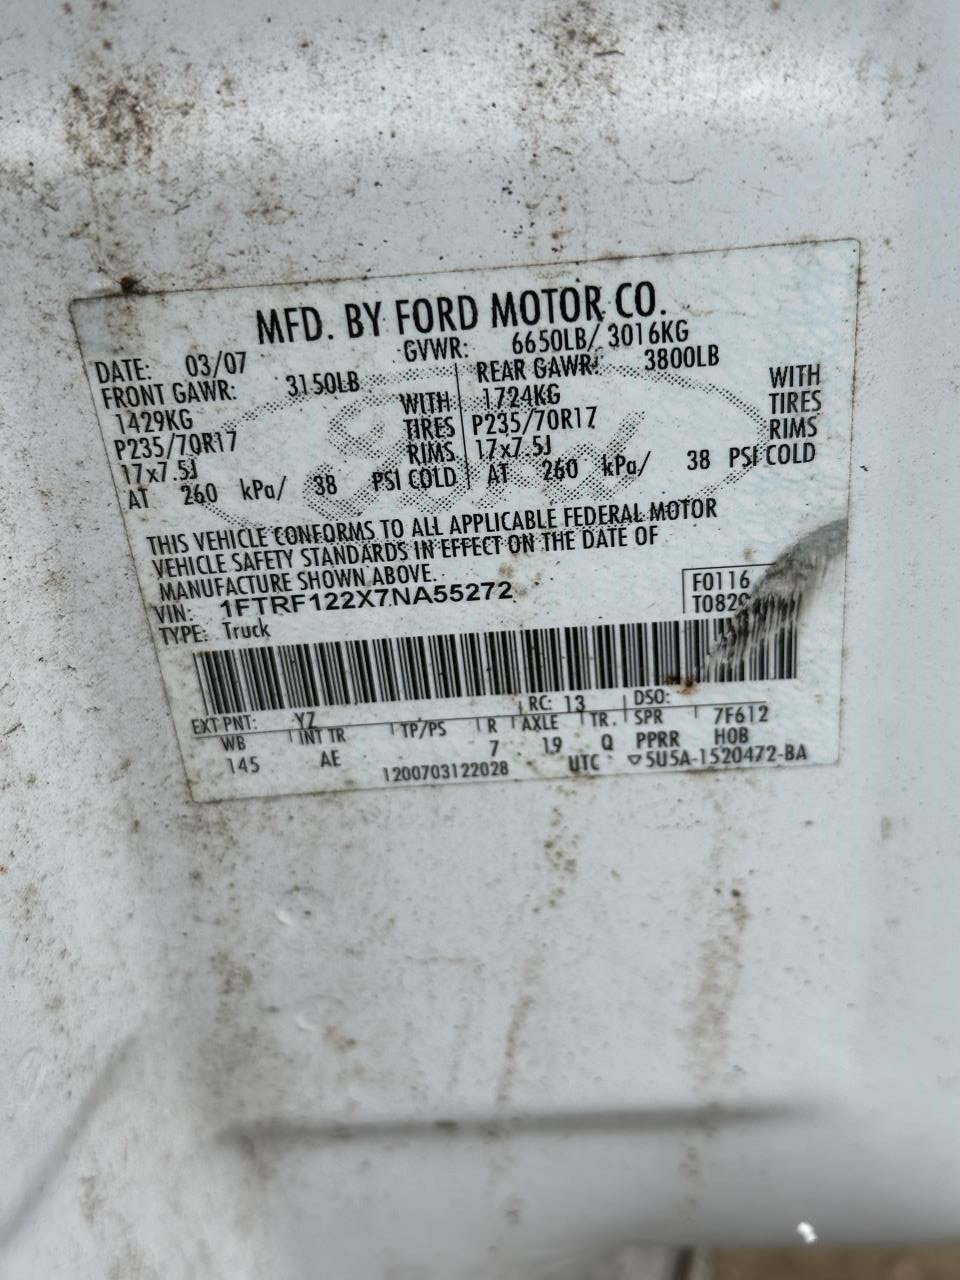 MFD. BY FORD MOTOR CO.
DATE: 03/07 GVWR: 6650LB/ 3016KG
FRONT GAWR: 3150LB REAR GAWR: 3800LB
1429KG WITH 1724KG WITH
P235/70R17 TIRES P235/70R17 TIRES
17x7.5J RIMS 17x7.5J RIMS
AT 260 kPa/ 38 PSI COLD AT 260 kPa/ 38 PSI COLD
THIS VEHICLE CONFORMS TO ALL APPLICABLE FEDERAL MOTOR
VEHICLE SAFETY STANDARDS IN EFFECT ON THE DATE OF
MANUFACTURE SHOWN ABOVE.
VIN: 1FTRF122X7NA55272 F0116
TYPE: Truck T0829
EXT PNT: YZ RC: 13 DSO:
WB INT TR TP/PS R AXLE TR. SPR 7F612
145 AE 7 19 Q PPRR H0B
1200703122028 UTC ▽5U5A-1520472-BA